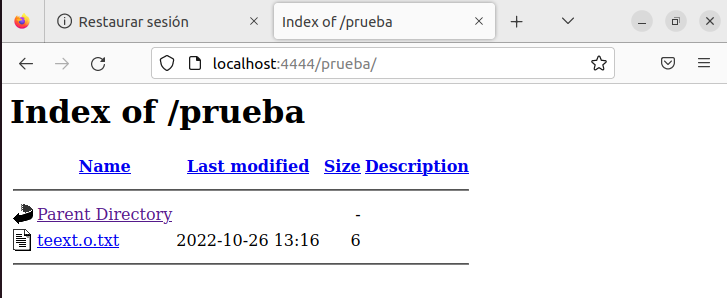 Restaurar sesión
Index of /prueba
localhost:4444/prueba/
Index of /prueba
Name Last modified Size Description
Parent Directory -
teext.o.txt 2022-10-26 13:16 6